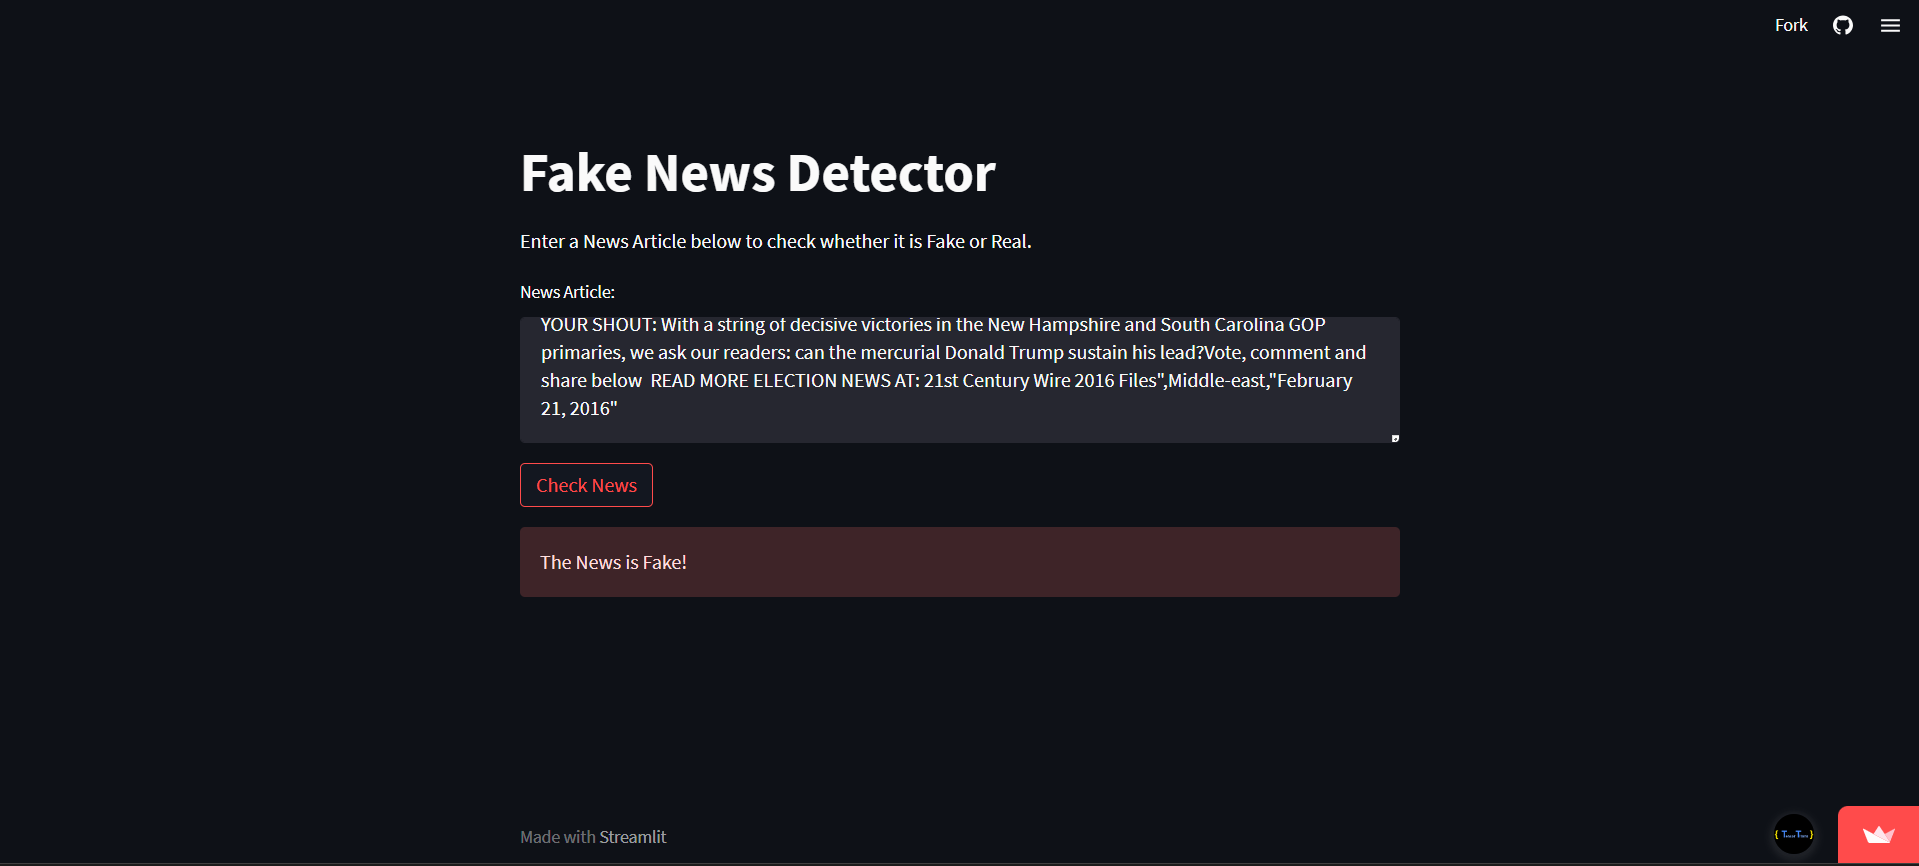 Fork
Fake News Detector
Enter a News Article below to check whether it is Fake or Real.
News Article:
YOUR SHOUT: With a string of decisive victories in the New Hampshire and South Carolina GOP
primaries, we ask our readers: can the mercurial Donald Trump sustain his lead?Vote, comment and
share below  READ MORE ELECTION NEWS AT: 21st Century Wire 2016 Files",Middle-east,"February
21, 2016"
Check News
The News is Fake!
Made with Streamlit